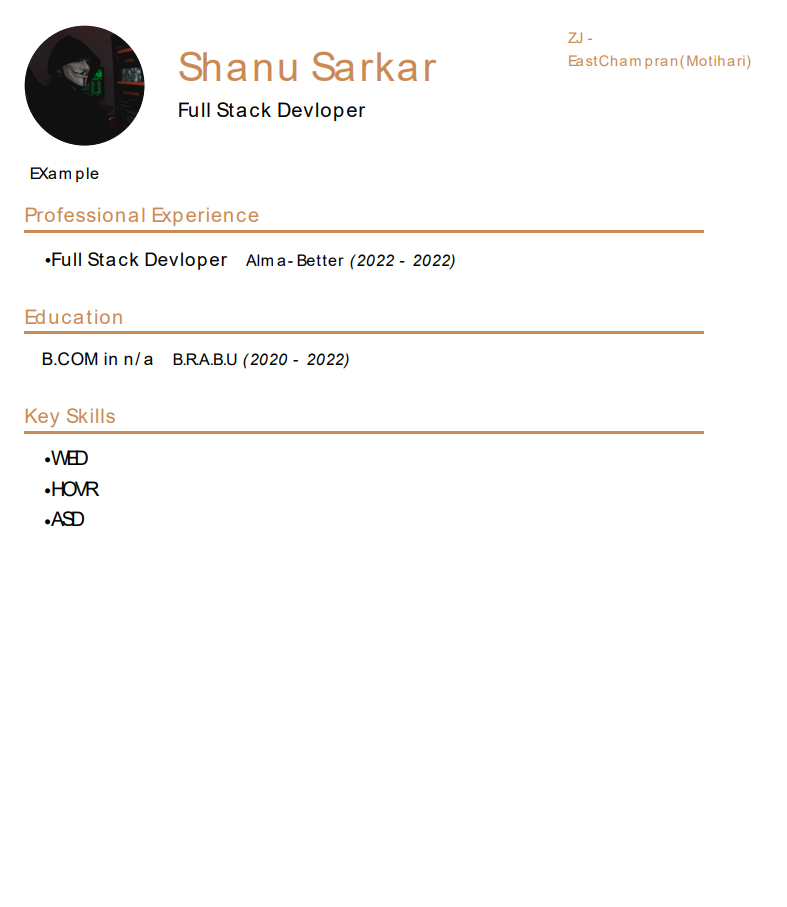 Shanu Sarkar
Full Stack Devloper
ZJ -
EastChampran(Motihari)
EXample
Professional Experience
•Full Stack Devloper Alma-Better (2022 - 2022)
Education
B.COM in n/a B.R.A.B.U (2020 - 2022)
Key Skills
•WED
•HOVR
•ASD